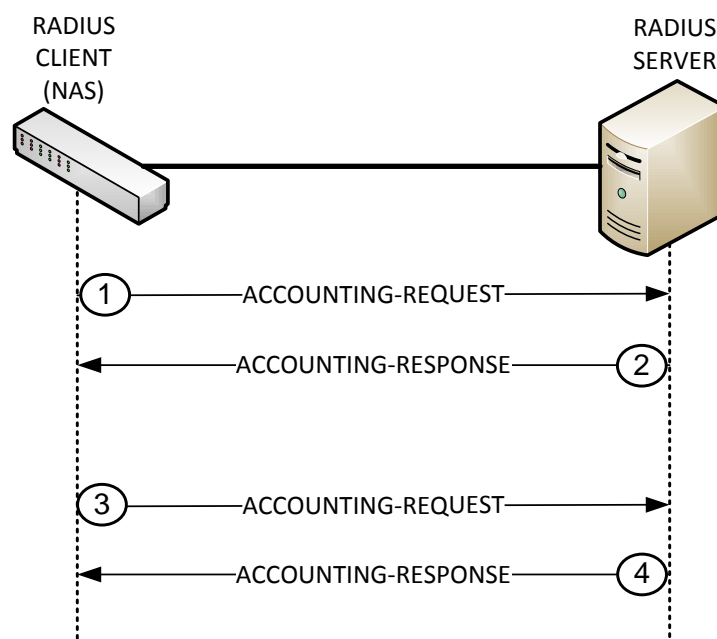 RADIUS
CLIENT
(NAS)
RADIUS
SERVER
1
ACCOUNTING-REQUEST
ACCOUNTING-RESPONSE
2
3
ACCOUNTING-REQUEST
ACCOUNTING-RESPONSE
4